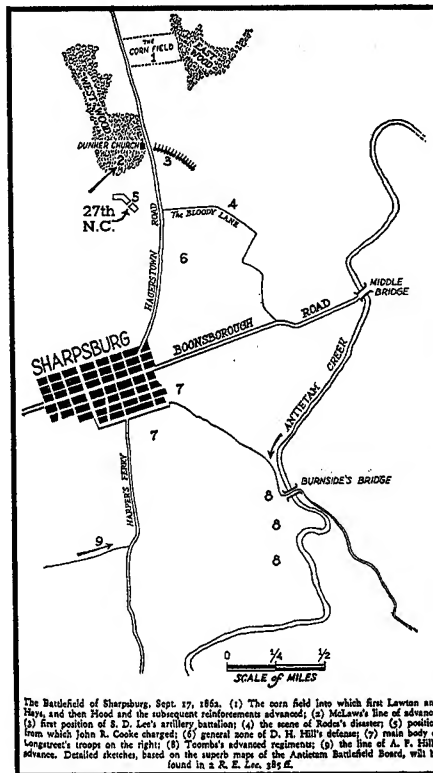 THE
CORN FIELD
1
EAST
WOOD
WEST WOOD
DUNKER CHURCH
2
3
5
27th
N.C.
4
THE BLOODY LANE
HAGERSTOWN ROAD
6
MIDDLE
BRIDGE
BOONSBOROUGH ROAD
SHARPSBURG
7
7
ANTIETAM CREEK
HARPER'S FERRY
BURNSIDE'S BRIDGE
8
8
8
9
0 ¼ ½
SCALE of MILES
The Battlefield of Sharpsburg, Sept. 17, 1862. (1) The corn field into which first Lawton an
Hays, and then Hood and the subsequent reinforcements advanced; (2) McLaws's line of advanc
(3) first position of S. D. Lee's artillery battalion; (4) the scene of Rodes's disaster; (5) positio
from which John R. Cooke charged; (6) general zone of D. H. Hill's defense; (7) main body o
Longstreet's troops on the right; (8) Toombs's advanced regiments; (9) the line of A. P. Hill
advance. Detailed sketches, based on the superb maps of the Antietam Battlefield Board, will b
found in 2 R. E. Lee, 385 ff.